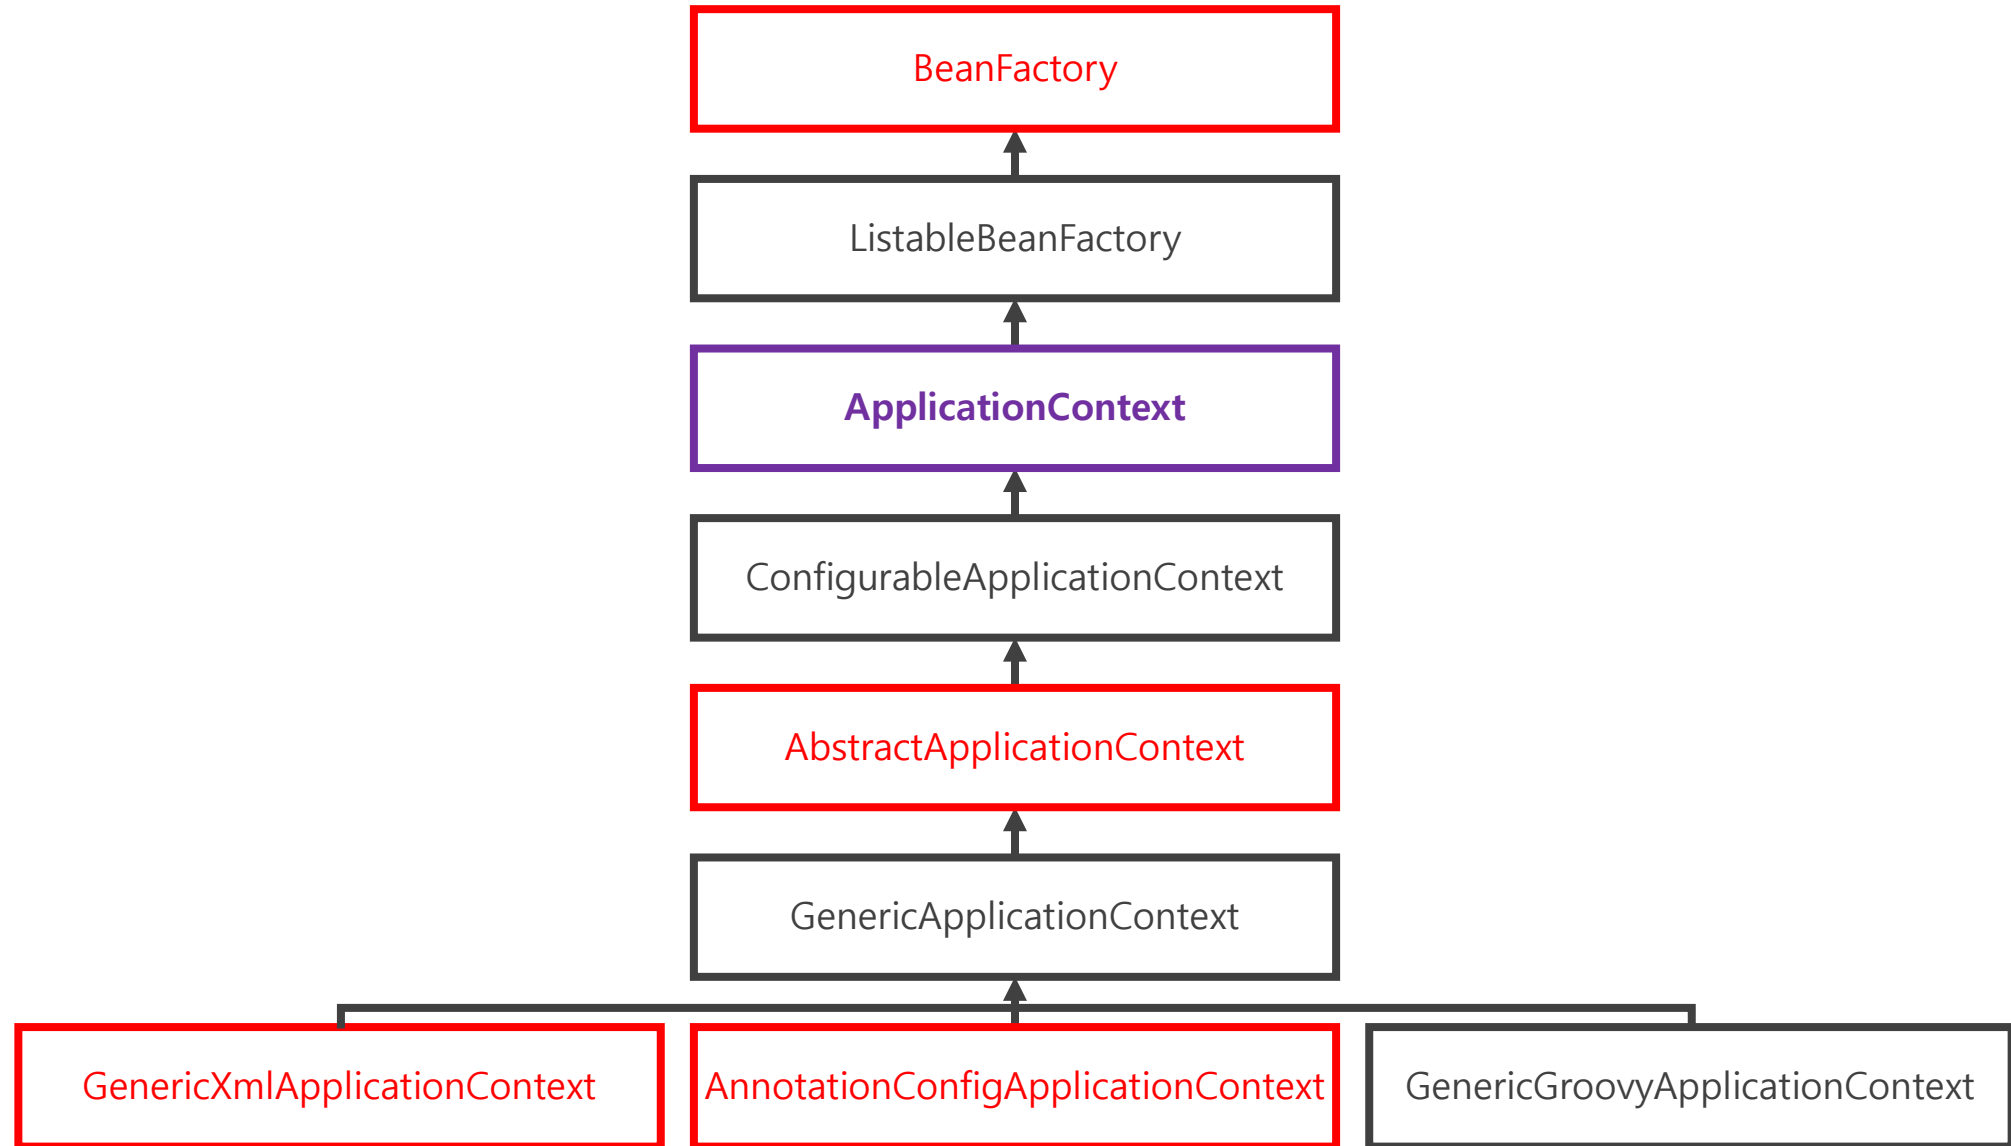 BeanFactory
ListableBeanFactory
ApplicationContext
ConfigurableApplicationContext
AbstractApplicationContext
GenericApplicationContext
GenericXmlApplicationContext
AnnotationConfigApplicationContext
GenericGroovyApplicationContext